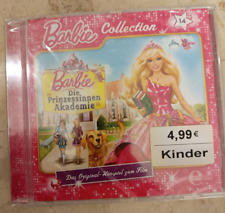 Barbie Collection
14
Barbie
Die
Prinzessinnen
Akademie
4,99€
Kinder
Das Original-Hörspiel zum Film